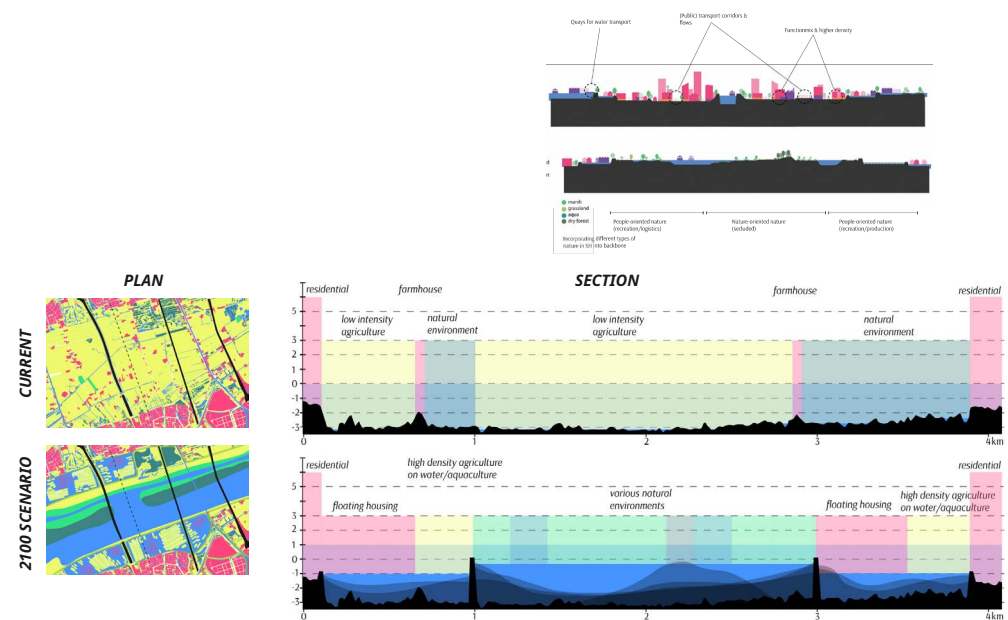 Quays for water transport
(Public) transport corridors &
flows
Functionmix & higher density
marsh
grassland
aqua
dry forest
People-oriented nature
(recreation/logistics)
Nature-oriented nature
(secluded)
People-oriented nature
(recreation/production)
Incorporating different types of
nature in
into backbone
PLAN
SECTION
CURRENT
residential
farmhouse
farmhouse
residential
low intensity
agriculture
natural
environment
low intensity
agriculture
natural
environment
5
3
2
1
0
-1
-2
-3
0
1
2
3
4km
2100 SCENARIO
residential
high density agriculture
on water/aquaculture
residential
floating housing
various natural
environments
floating housing
high density agriculture
on water/aquaculture
5
3
2
1
0
-1
-2
-3
0
1
2
3
4km